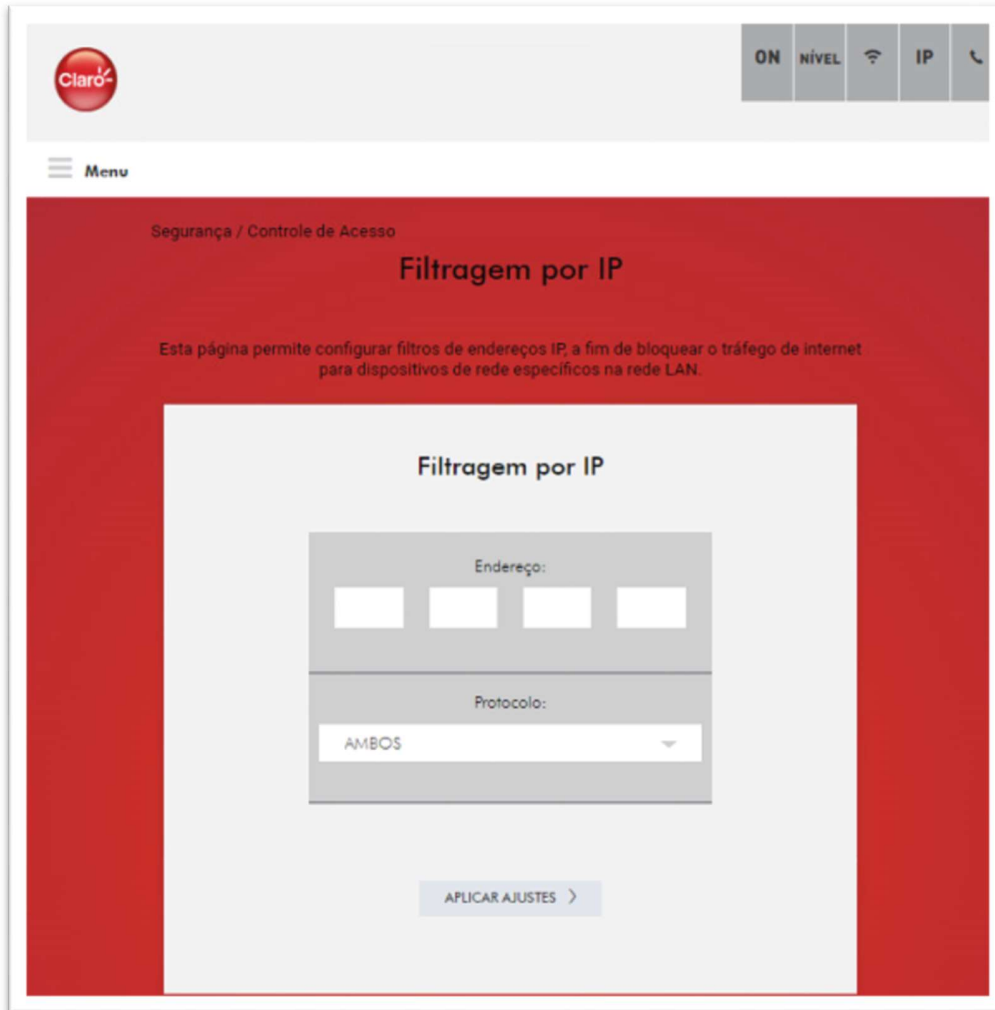 Claro
ON NÍVEL IP
Menu
Segurança / Controle de Acesso
Filtragem por IP
Esta página permite configurar filtros de endereços IP, a fim de bloquear o tráfego de internet
para dispositivos de rede específicos na rede LAN.
Filtragem por IP
Endereço:
Protocolo:
AMBOS
APLICAR AJUSTES